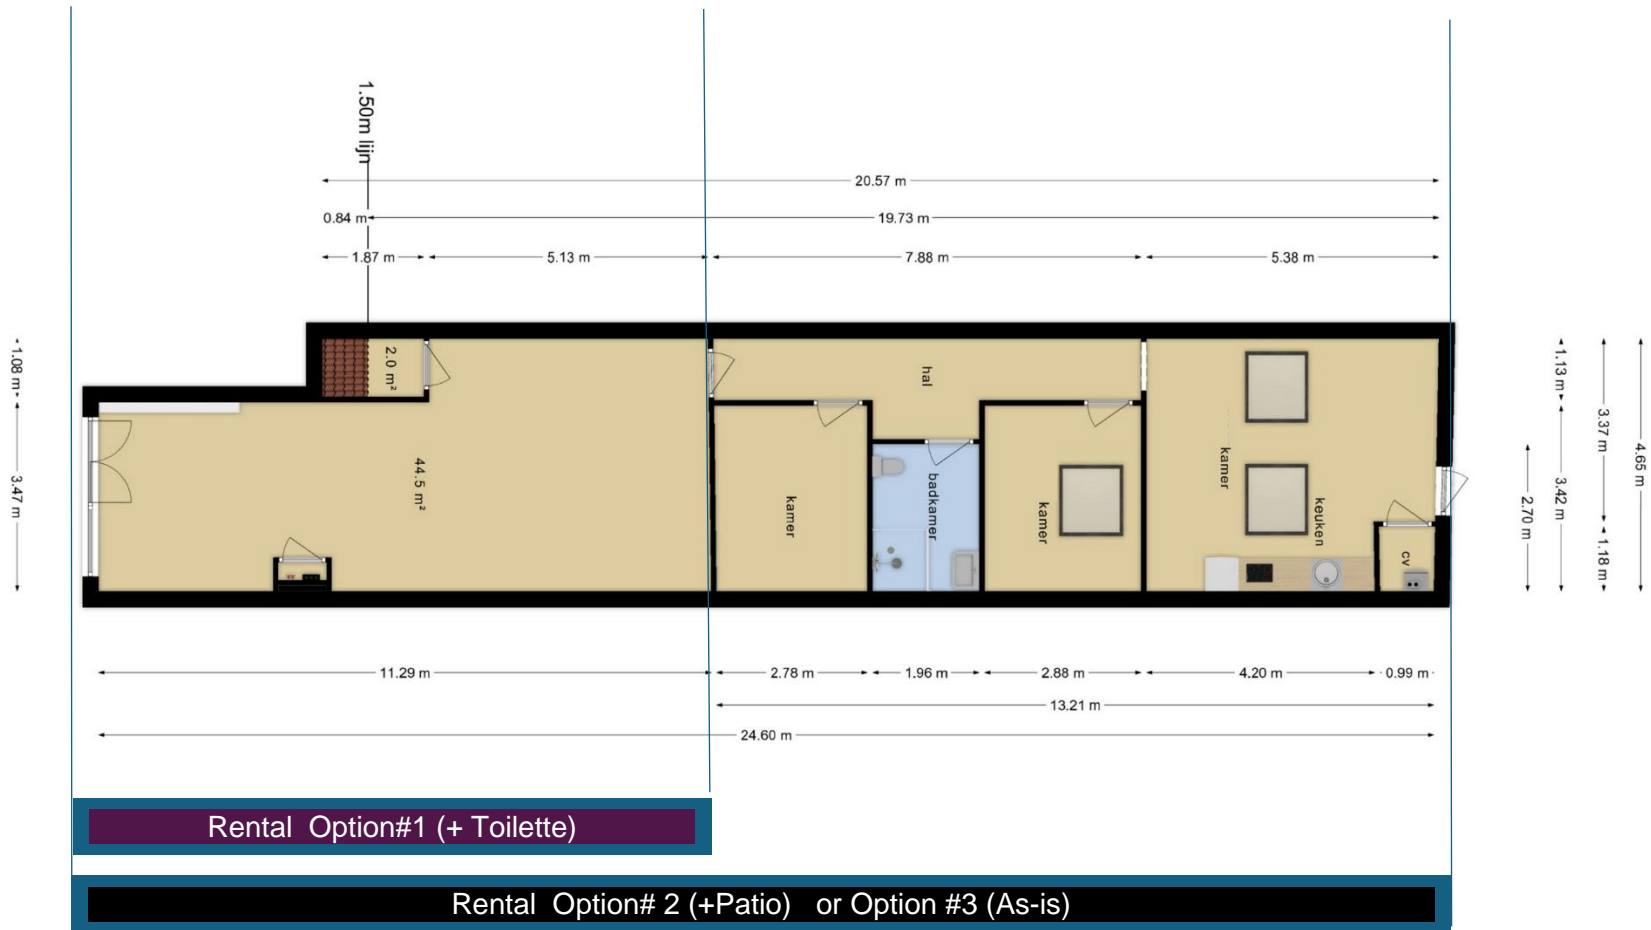 1.50m lijn
20.57 m
0.84 m
19.73 m
1.87 m
5.13 m
7.88 m
5.38 m
1.08 m
3.47 m
2.0 m²
44.5 m²
hal
kamer
badkamer
kamer
kamer
keuken
cv
1.13 m
3.42 m
2.70 m
3.37 m
1.18 m
4.65 m
11.29 m
2.78 m
1.96 m
2.88 m
4.20 m
0.99 m
13.21 m
24.60 m
Rental Option#1 (+ Toilette)
Rental Option# 2 (+Patio) or Option #3 (As-is)